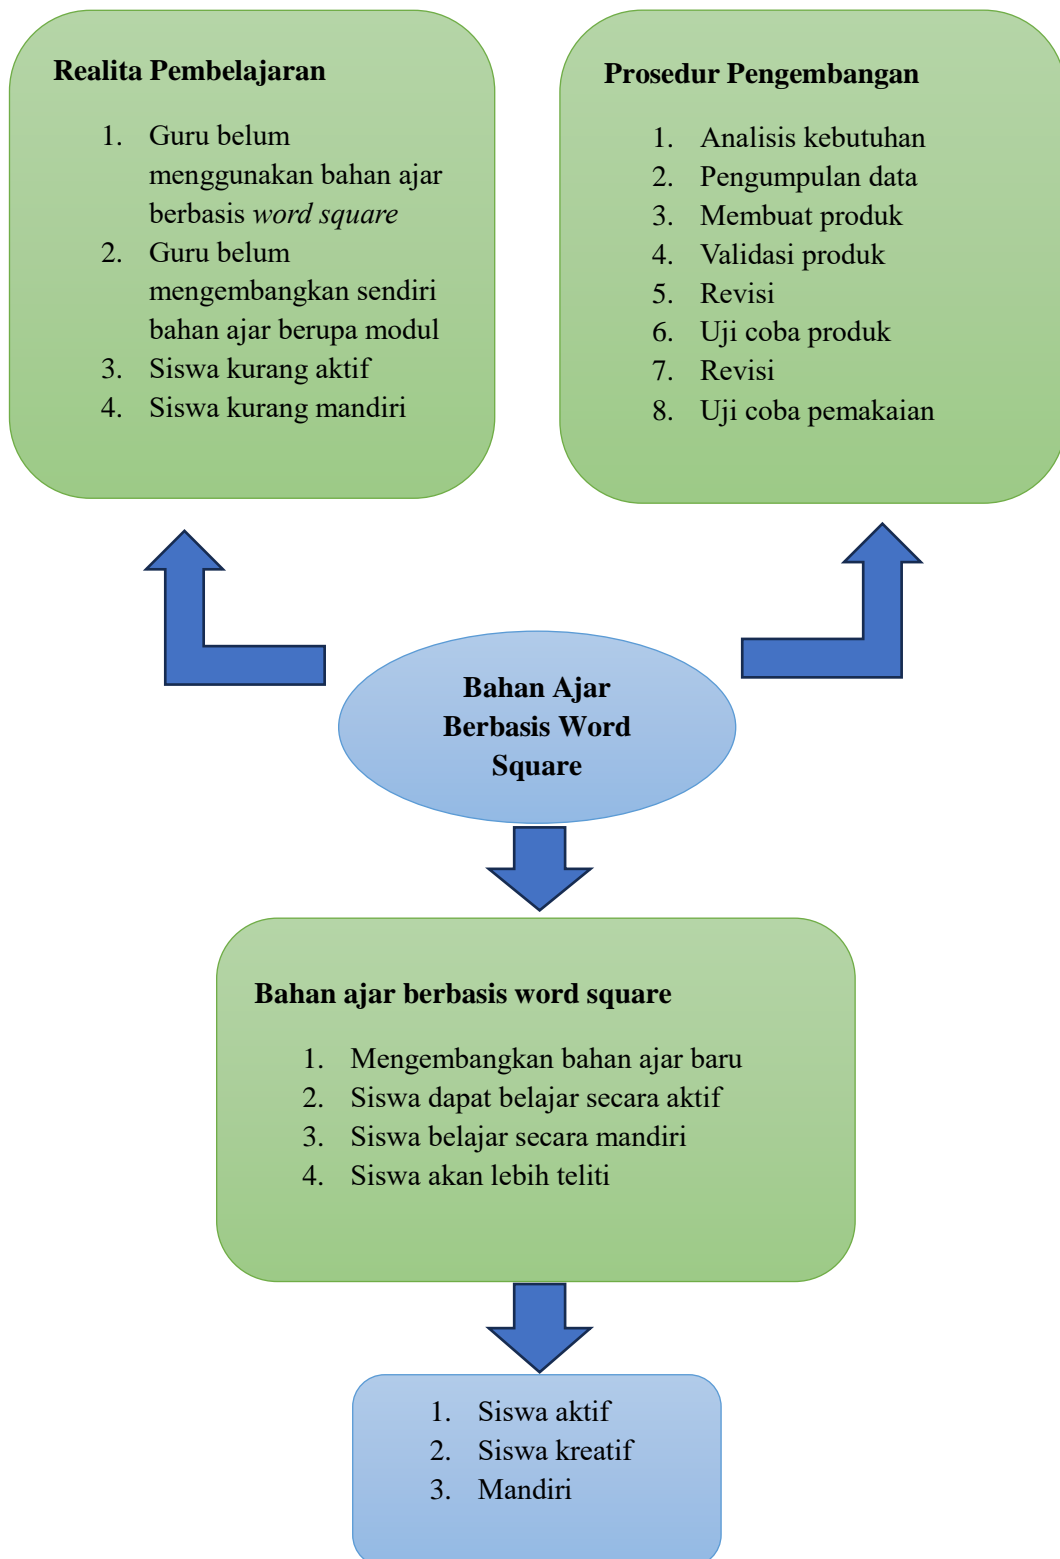 Realita Pembelajaran
1. Guru belum
menggunakan bahan ajar
berbasis word square
2. Guru belum
mengembangkan sendiri
bahan ajar berupa modul
3. Siswa kurang aktif
4. Siswa kurang mandiri
Prosedur Pengembangan
1. Analisis kebutuhan
2. Pengumpulan data
3. Membuat produk
4. Validasi produk
5. Revisi
6. Uji coba produk
7. Revisi
8. Uji coba pemakaian
Bahan Ajar
Berbasis Word
Square
Bahan ajar berbasis word square
1. Mengembangkan bahan ajar baru
2. Siswa dapat belajar secara aktif
3. Siswa belajar secara mandiri
4. Siswa akan lebih teliti
1. Siswa aktif
2. Siswa kreatif
3. Mandiri